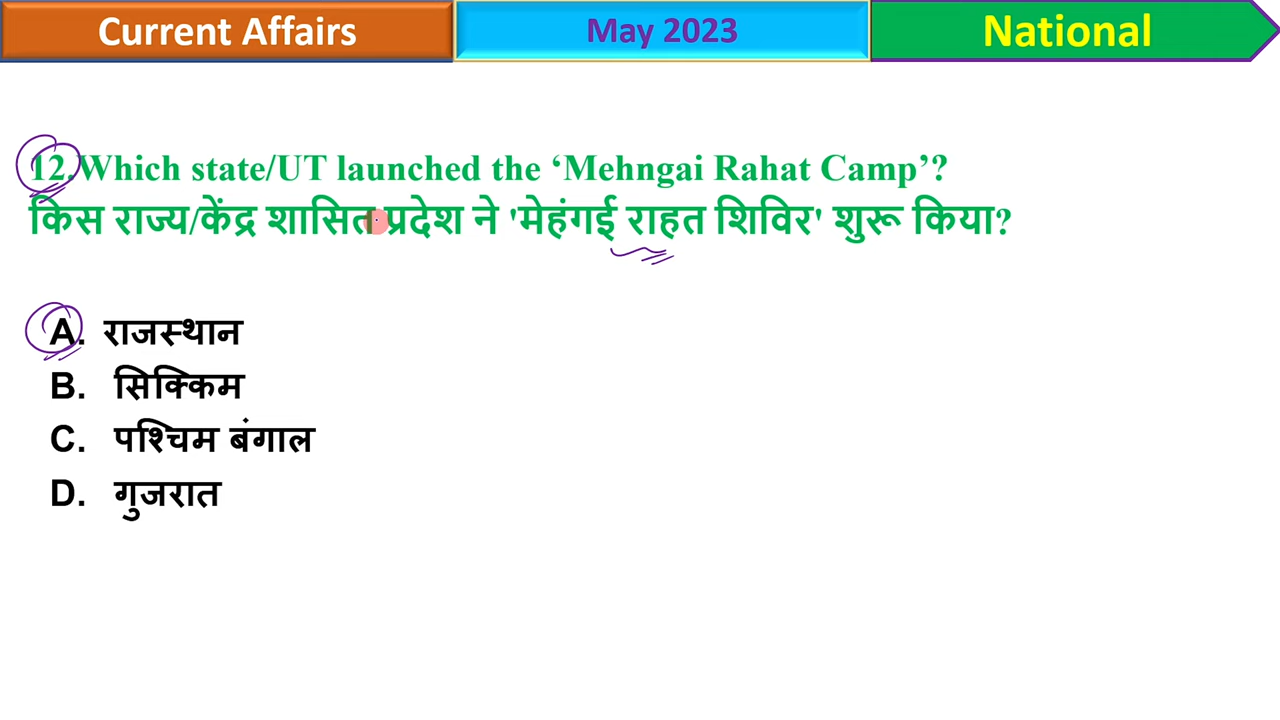 Current Affairs
May 2023
National
12.Which state/UT launched the ‘Mehngai Rahat Camp’?
किस राज्य/केंद्र शासित प्रदेश ने 'मेहंगई राहत शिविर' शुरू किया?
A. राजस्थान
B. सिक्किम
C. पश्चिम बंगाल
D. गुजरात